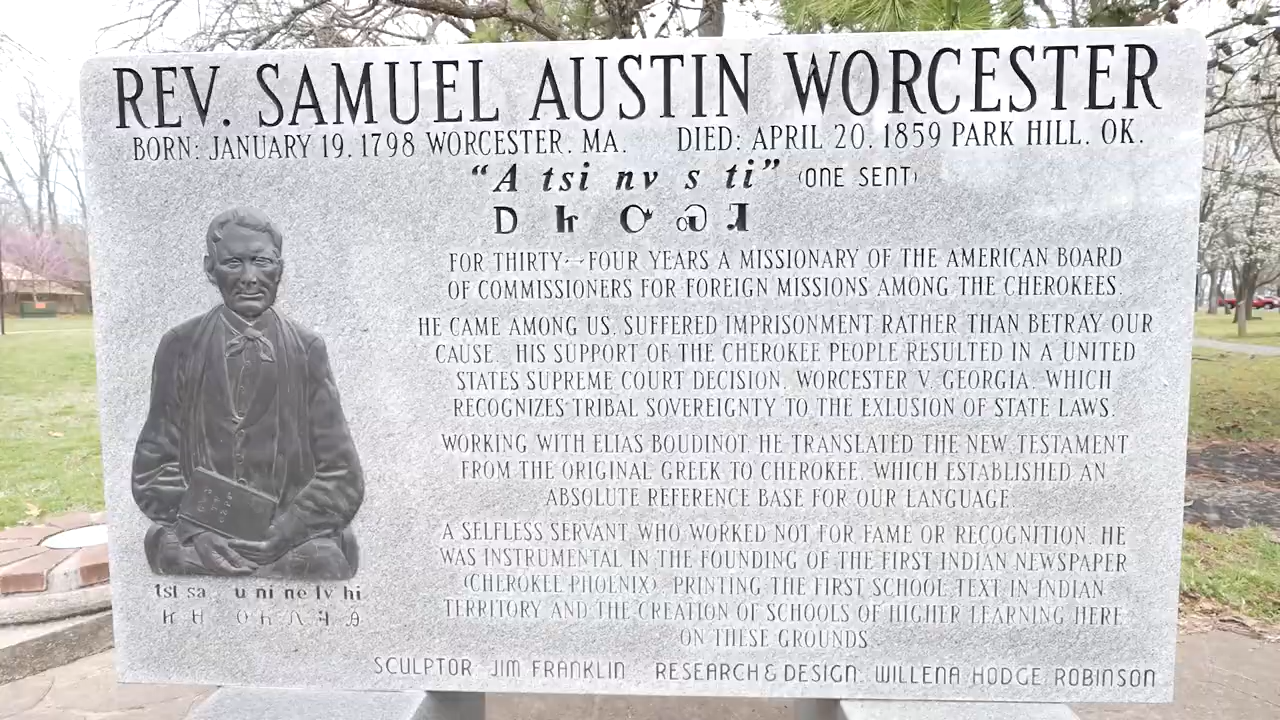 REV. SAMUEL AUSTIN WORCESTER
BORN: JANUARY 19, 1798 WORCESTER, MA. DIED: APRIL 20, 1859 PARK HILL, OK.
“A tsi nv s ti” (ONE SENT)
Ꭰ Ꮵ Ꮕ Ꮝ Ꮧ
FOR THIRTY-FOUR YEARS A MISSIONARY OF THE AMERICAN BOARD
OF COMMISSIONERS FOR FOREIGN MISSIONS AMONG THE CHEROKEES.
HE CAME AMONG US, SUFFERED IMPRISONMENT RATHER THAN BETRAY OUR
CAUSE. HIS SUPPORT OF THE CHEROKEE PEOPLE RESULTED IN A UNITED
STATES SUPREME COURT DECISION, WORCESTER V. GEORGIA, WHICH
RECOGNIZES TRIBAL SOVEREIGNTY TO THE EXLUSION OF STATE LAWS.
WORKING WITH ELIAS BOUDINOT, HE TRANSLATED THE NEW TESTAMENT
FROM THE ORIGINAL GREEK TO CHEROKEE, WHICH ESTABLISHED AN
ABSOLUTE REFERENCE BASE FOR OUR LANGUAGE.
A SELFLESS SERVANT WHO WORKED NOT FOR FAME OR RECOGNITION, HE
WAS INSTRUMENTAL IN THE FOUNDING OF THE FIRST INDIAN NEWSPAPER
(CHEROKEE PHOENIX), PRINTING THE FIRST SCHOOL TEXT IN INDIAN
TERRITORY AND THE CREATION OF SCHOOLS OF HIGHER LEARNING HERE
ON THESE GROUNDS
tsi sa u ni ne lv hi
SCULPTOR JIM FRANKLIN RESEARCH & DESIGN: WILLENA HODGE ROBINSON